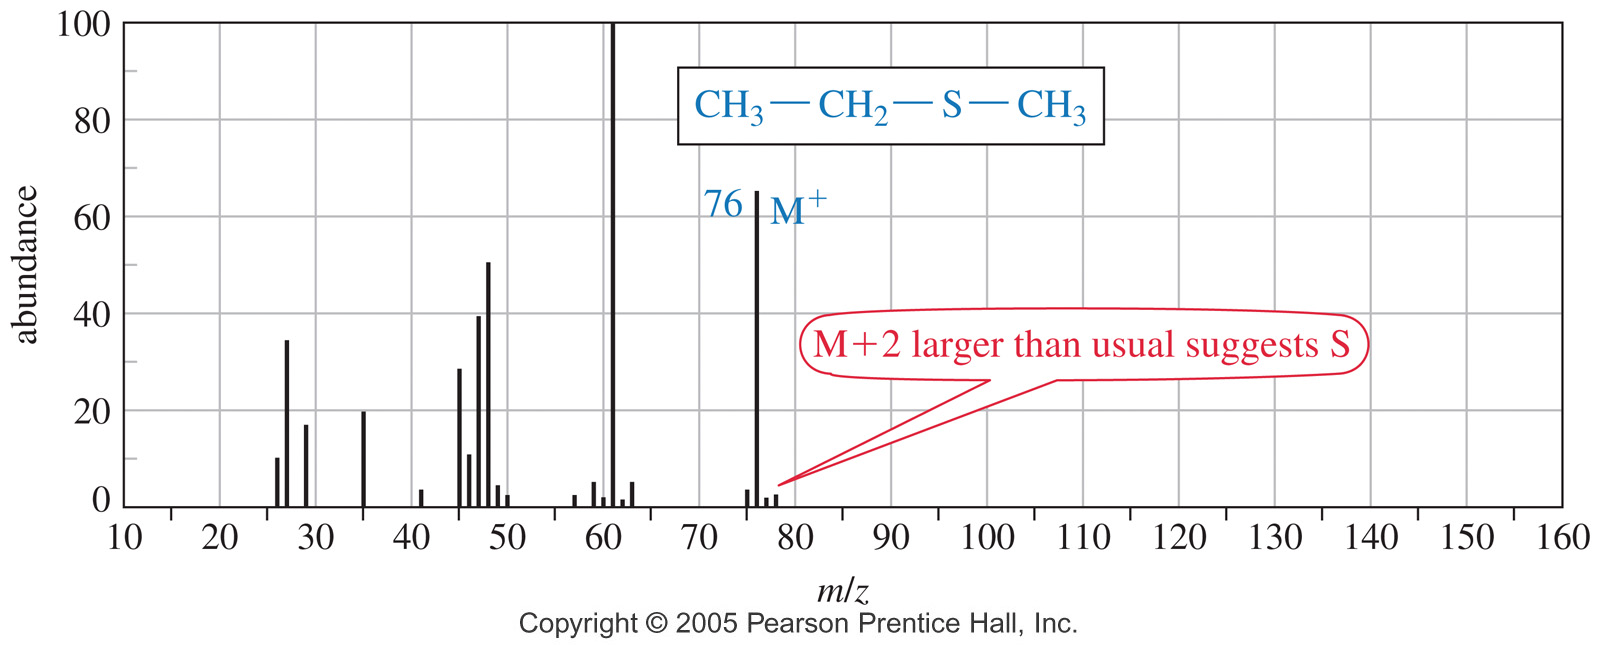 100
CH₃—CH₂—S—CH₃
80
76 M⁺
60
abundance
40
M+2 larger than usual suggests S
20
0
10 20 30 40 50 60 70 80 90 100 110 120 130 140 150 160
m/z
Copyright © 2005 Pearson Prentice Hall, Inc.